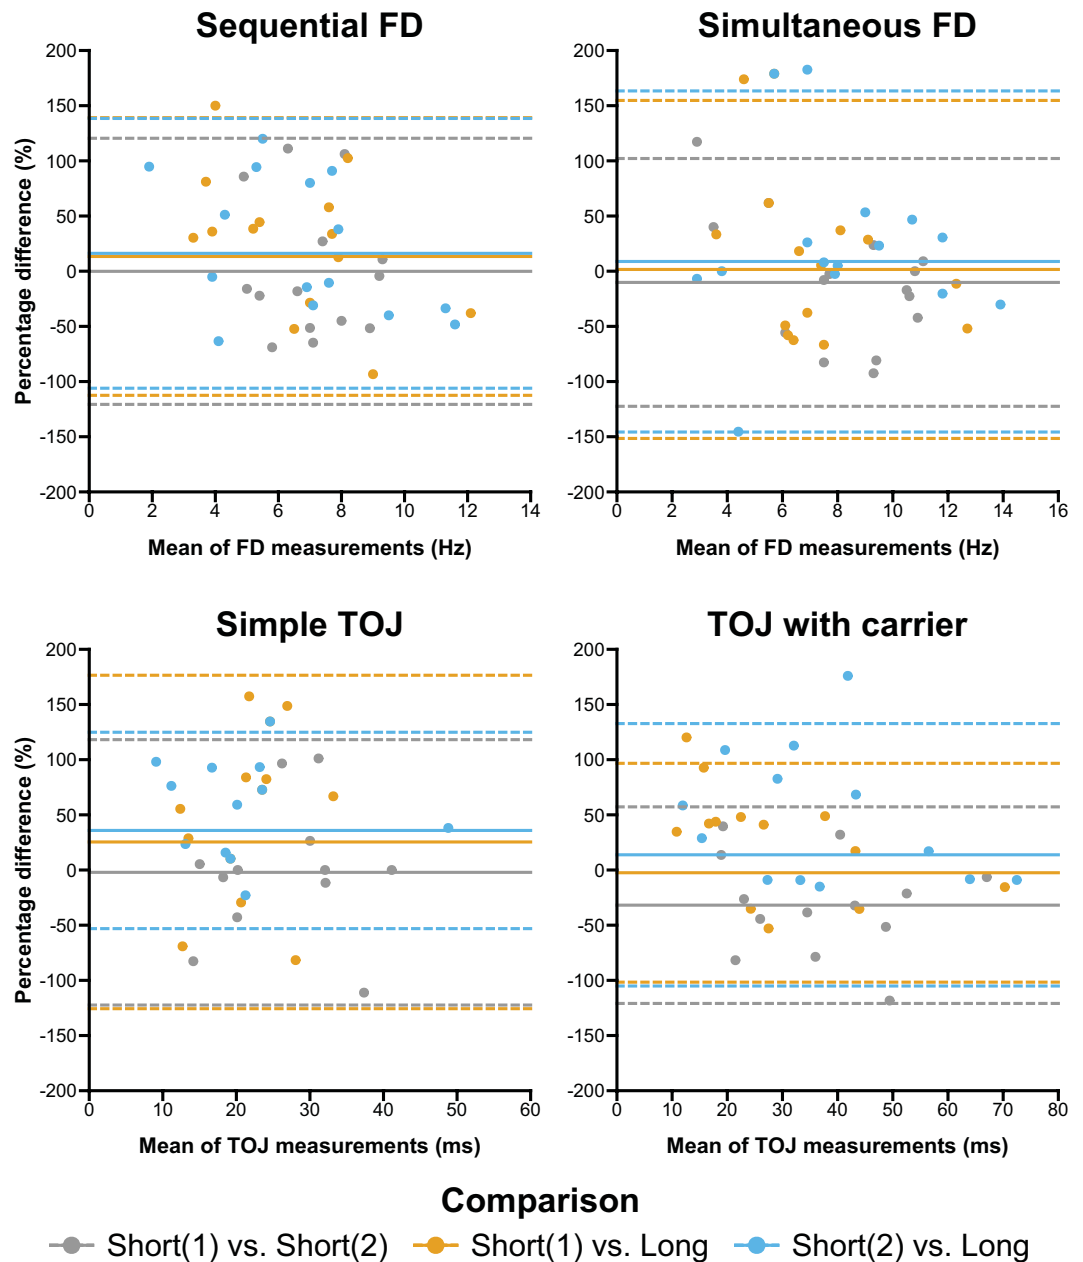 Sequential FD
Simultaneous FD
200
150
100
50
0
-50
-100
-150
-200
Percentage difference (%)
0 2 4 6 8 10 12 14
Mean of FD measurements (Hz)
200
150
100
50
0
-50
-100
-150
-200
0 2 4 6 8 10 12 14 16
Mean of FD measurements (Hz)
Simple TOJ
TOJ with carrier
200
150
100
50
0
-50
-100
-150
-200
Percentage difference (%)
0 10 20 30 40 50 60
Mean of TOJ measurements (ms)
200
150
100
50
0
-50
-100
-150
-200
0 10 20 30 40 50 60 70 80
Mean of TOJ measurements (ms)
Comparison
Short(1) vs. Short(2) Short(1) vs. Long Short(2) vs. Long